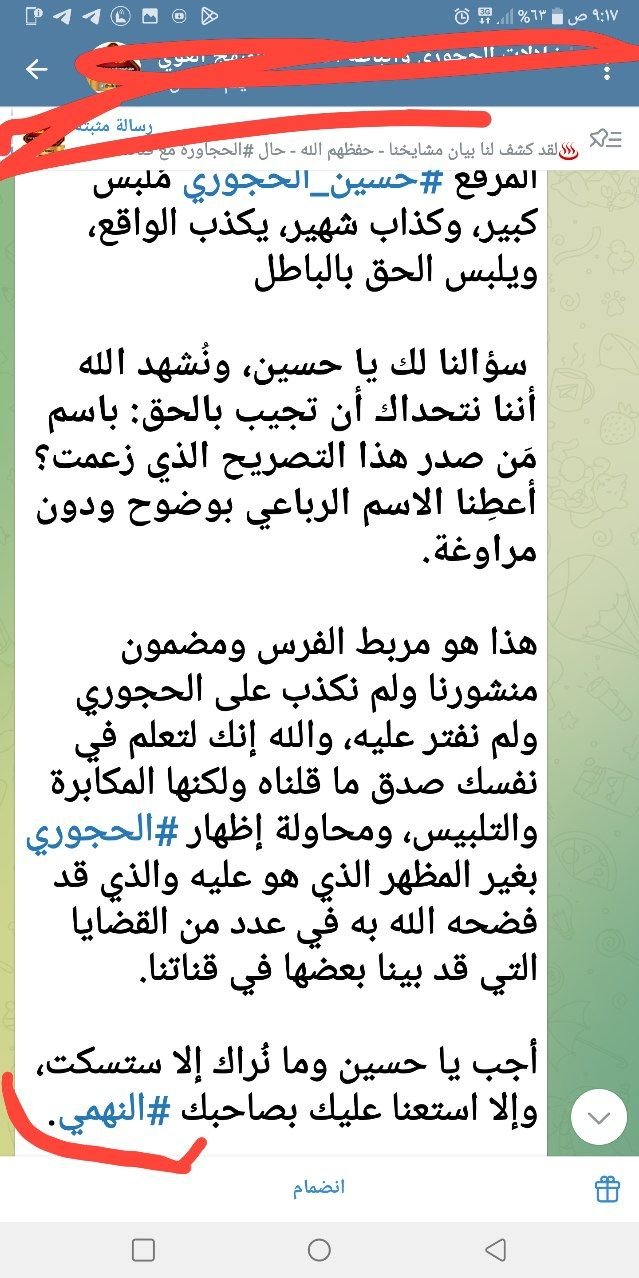 ٩:١٧ ص
٦٣%
3G
رسالة مثبتة
♨️لقد كشف لنا بيان مشايخنا - حفظهم الله - حال #الحجاورة مع
المرفع #حسين_الحجوري مُلبس
كبير، وكذاب شهير، يكذب الواقع،
ويلبس الحق بالباطل
سؤالنا لك يا حسين، ونُشهد الله
أننا نتحداك أن تجيب بالحق: باسم
مَن صدر هذا التصريح الذي زعمت؟
أعطِنا الاسم الرباعي بوضوح ودون
مراوغة.
هذا هو مربط الفرس ومضمون
منشورنا ولم نكذب على الحجوري
ولم نفتر عليه، والله إنك لتعلم في
نفسك صدق ما قلناه ولكنها المكابرة
والتلبيس، ومحاولة إظهار #الحجوري
بغير المظهر الذي هو عليه والذي قد
فضحه الله به في عدد من القضايا
التي قد بينا بعضها في قناتنا.
أجب يا حسين وما نُراك إلا ستسكت،
وإلا استعنا عليك بصاحبك #النهمي.
انضمام